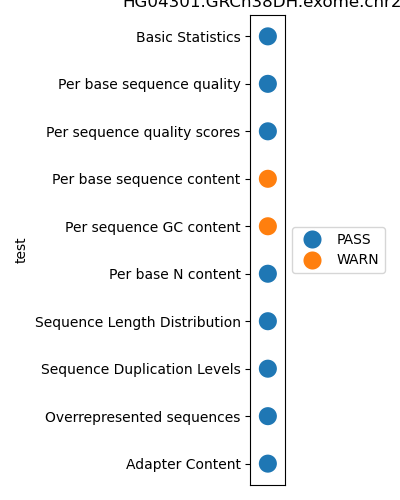 HG04301.GRCh38DH.exome.chr2
Basic Statistics
Per base sequence quality
Per sequence quality scores
Per base sequence content
Per sequence GC content
Per base N content
Sequence Length Distribution
Sequence Duplication Levels
Overrepresented sequences
Adapter Content
test
PASS
WARN